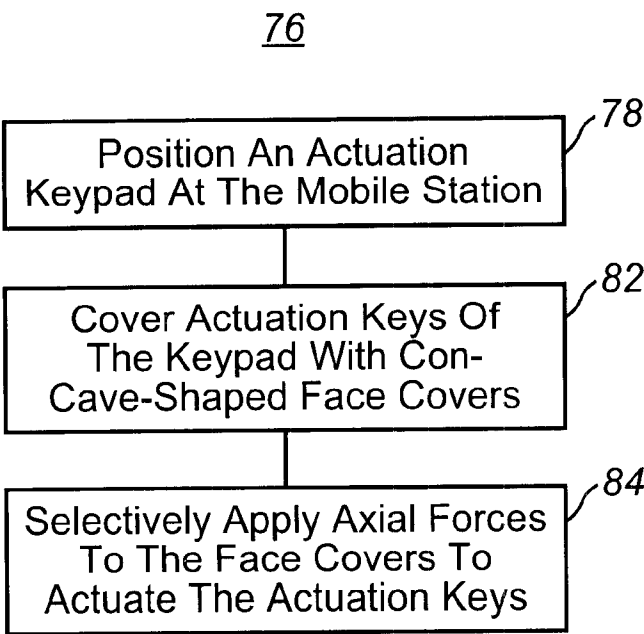 76
78
Position An Actuation
Keypad At The Mobile Station
82
Cover Actuation Keys Of
The Keypad With Con-
Cave-Shaped Face Covers
84
Selectively Apply Axial Forces
To The Face Covers To
Actuate The Actuation Keys